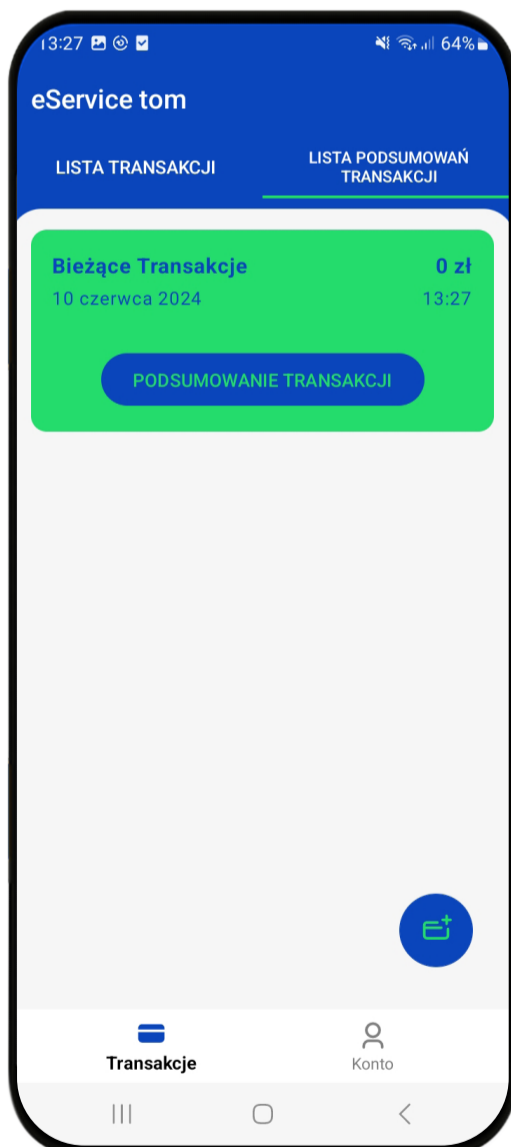 13:27 64%
eService tom
LISTA TRANSAKCJI
LISTA PODSUMOWAŃ
TRANSAKCJI
Bieżące Transakcje 0 zł
10 czerwca 2024 13:27
PODSUMOWANIE TRANSAKCJI
Transakcje
Konto